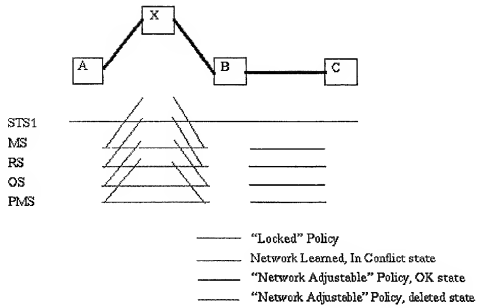 X
A
B
C
STS1
MS
RS
OS
PMS
"Locked" Policy
Network Learned, In Conflict state
"Network Adjustable" Policy, OK state
"Network Adjustable" Policy, deleted state